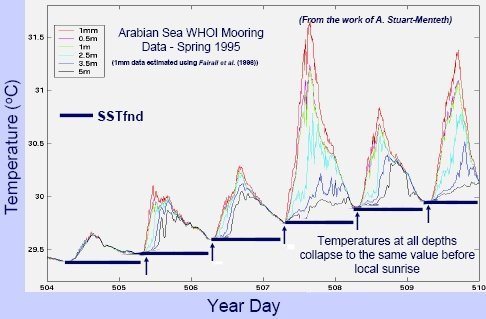 (From the work of A. Stuart-Menteth)
Arabian Sea WHOI Mooring
Data - Spring 1995
(1mm data estimated using Fairall et al. (1996))
1mm
0.5m
1m
2.5m
3.5m
5m
SSTfnd
Temperature (°C)
31.5
31
30.5
30
29.5
Temperatures at all depths
collapse to the same value before
local sunrise
504
505
506
507
508
509
510
Year Day